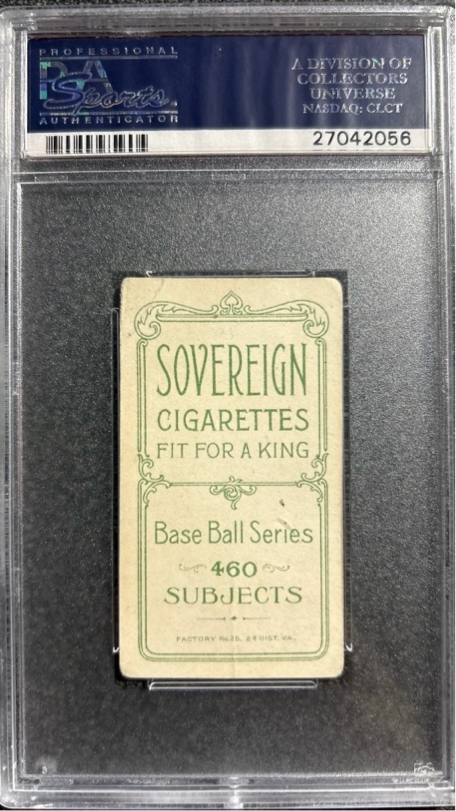 PROFESSIONAL
PSA
Sports
AUTHENTICATOR
A DIVISION OF
COLLECTORS
UNIVERSE
NASDAQ: CLCT
27042056
SOVEREIGN
CIGARETTES
FIT FOR A KING
Base Ball Series
460
SUBJECTS
FACTORY No. 25, 2ⁿᵈ DIST. VA.